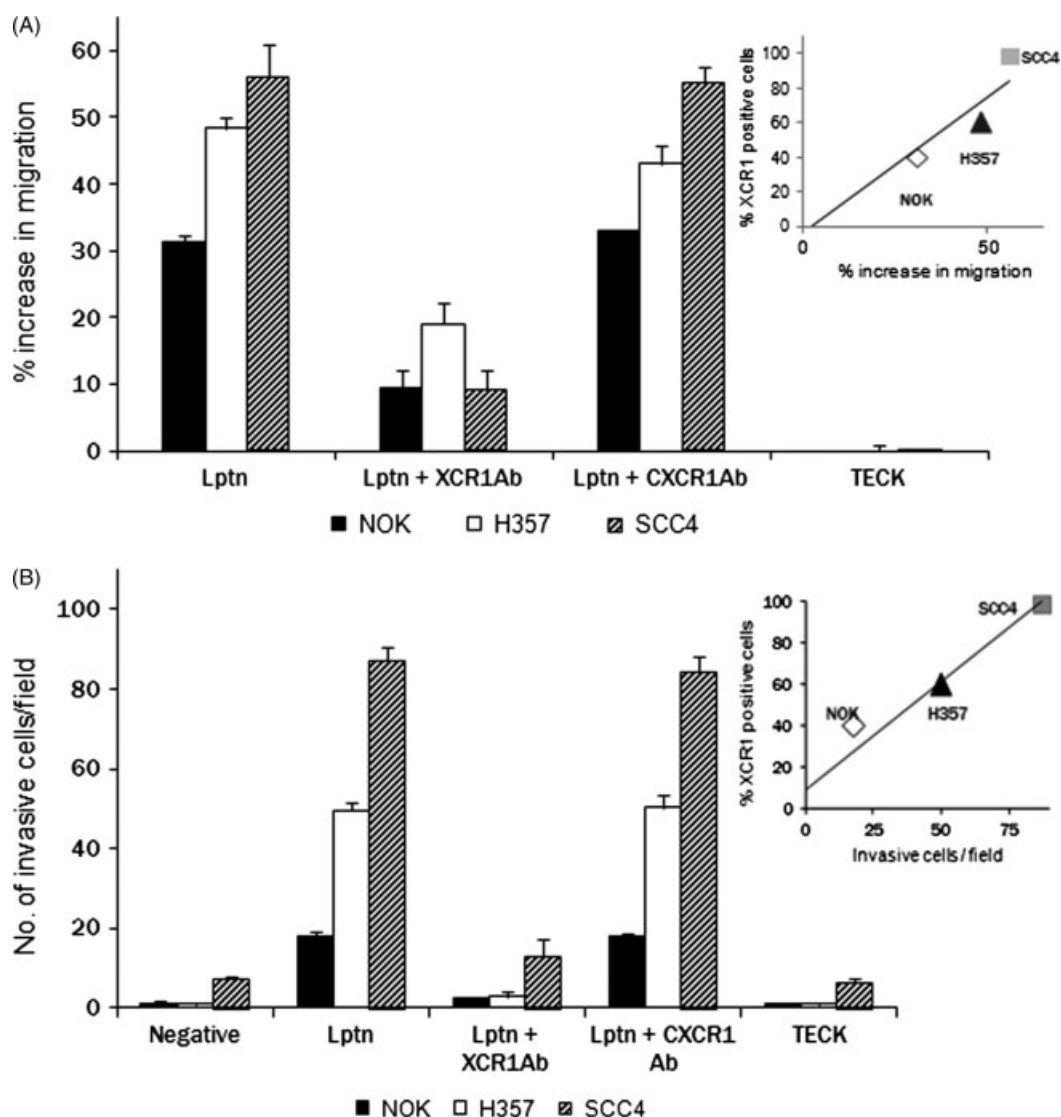 (A)
% increase in migration
60
50
40
30
20
10
0
Lptn
Lptn + XCR1Ab
Lptn + CXCR1Ab
TECK
NOK
H357
SCC4
% XCR1 positive cells
100
80
60
40
20
0
SCC4
H357
NOK
0
50
% increase in migration
(B)
No. of invasive cells/field
100
80
60
40
20
0
Negative
Lptn
Lptn +
XCR1Ab
Lptn + CXCR1
Ab
TECK
NOK
H357
SCC4
% XCR1 positive cells
100
80
60
40
20
0
SCC4
NOK
H357
0
25
50
75
Invasive cells/field